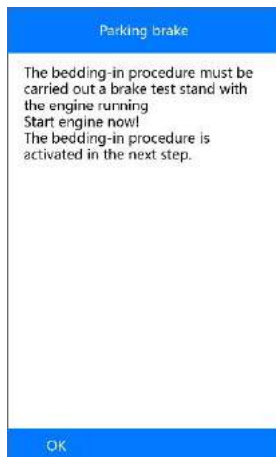 Parking brake
The bedding-in procedure must be
carried out a brake test stand with
the engine running
Start engine now!
The bedding-in procedure is
activated in the next step.
OK